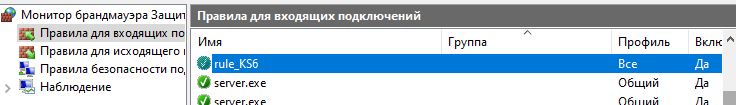 Монитор брандмауэра Защит
Правила для входящих по
Правила для исходящего
Правила безопасности по
Наблюдение
Правила для входящих подключений
Имя Группа Профиль Вклю
rule_KS6 Все Да
server.exe Общий Да
server.exe Общий Да